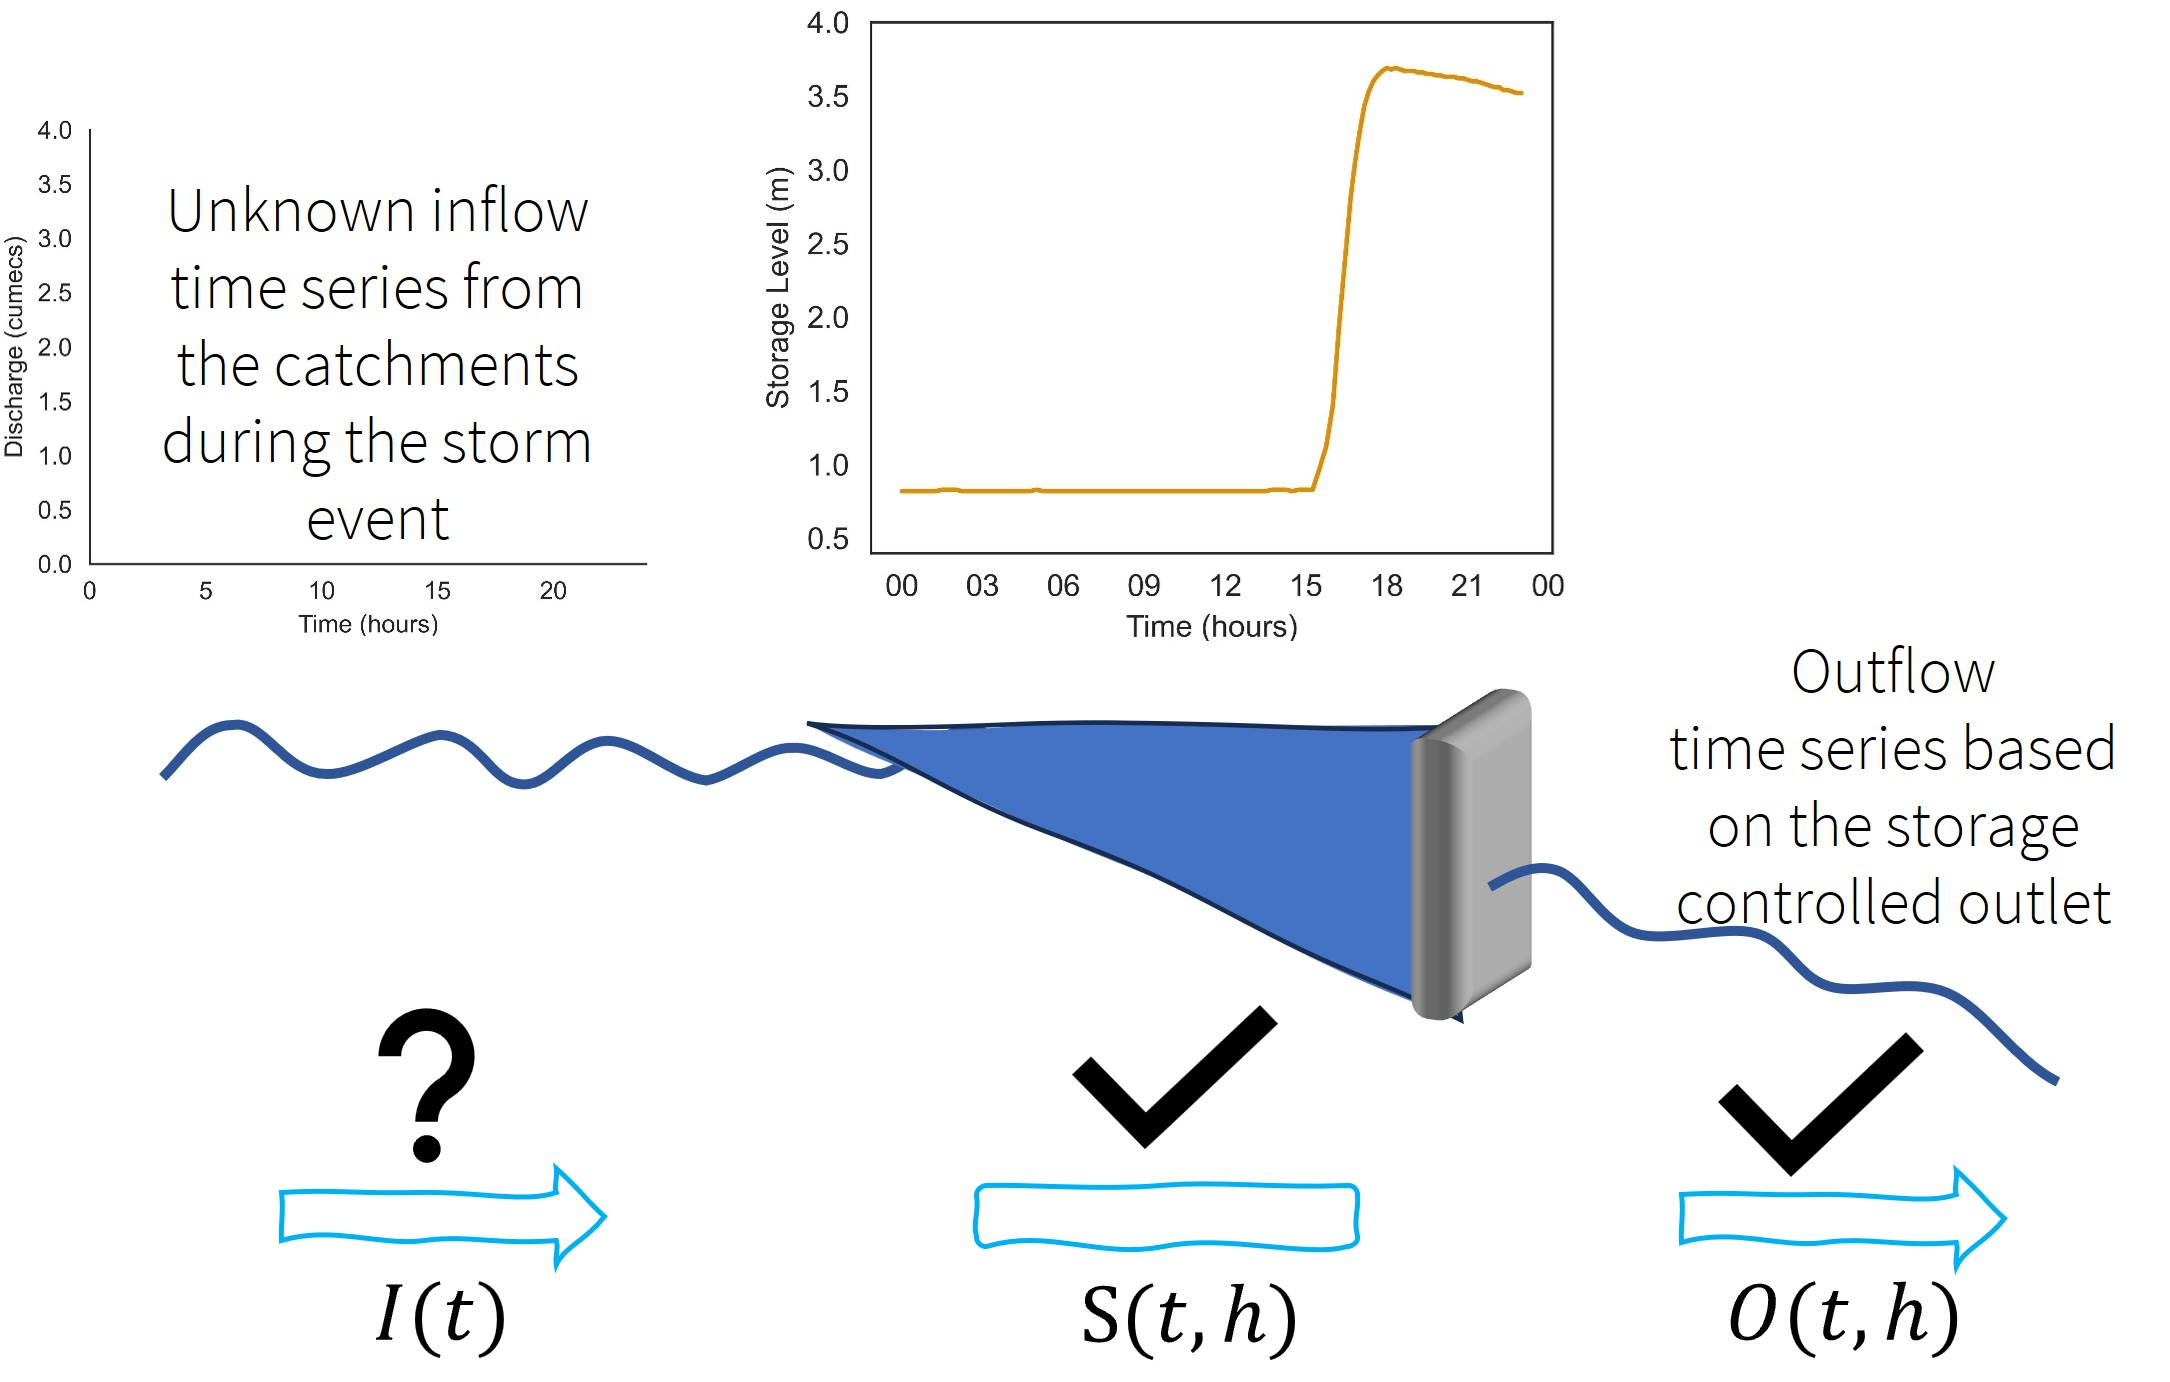 4.0
3.5
3.0
2.5
2.0
1.5
1.0
0.5
0.0
Discharge (cumecs)
0 5 10 15 20
Time (hours)
Unknown inflow
time series from
the catchments
during the storm
event
4.0
3.5
3.0
2.5
2.0
1.5
1.0
0.5
Storage Level (m)
00 03 06 09 12 15 18 21 00
Time (hours)
Outflow
time series based
on the storage
controlled outlet
?
I(t)
S(t, h)
O(t, h)